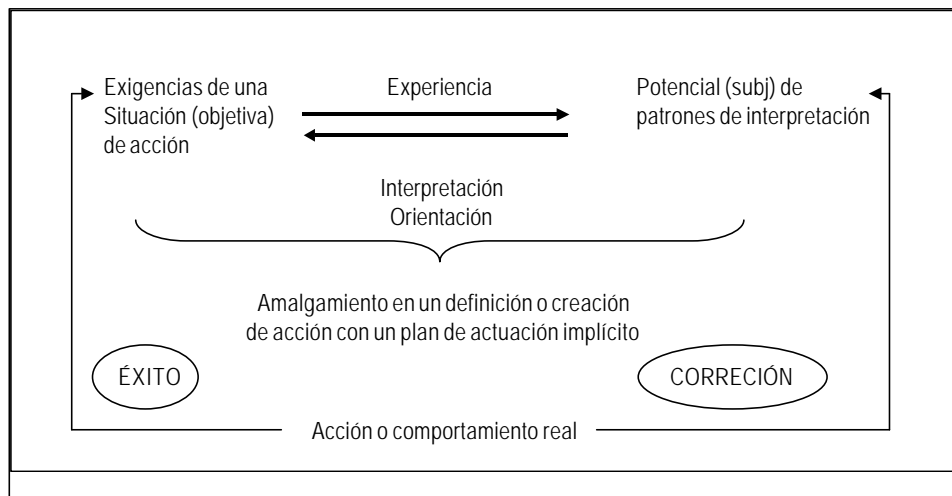 Exigencias de una
Situación (objetiva)
de acción
Experiencia
Potencial (subj) de
patrones de interpretación
Interpretación
Orientación
Amalgamiento en un definición o creación
de acción con un plan de actuación implícito
ÉXITO
CORRECIÓN
Acción o comportamiento real